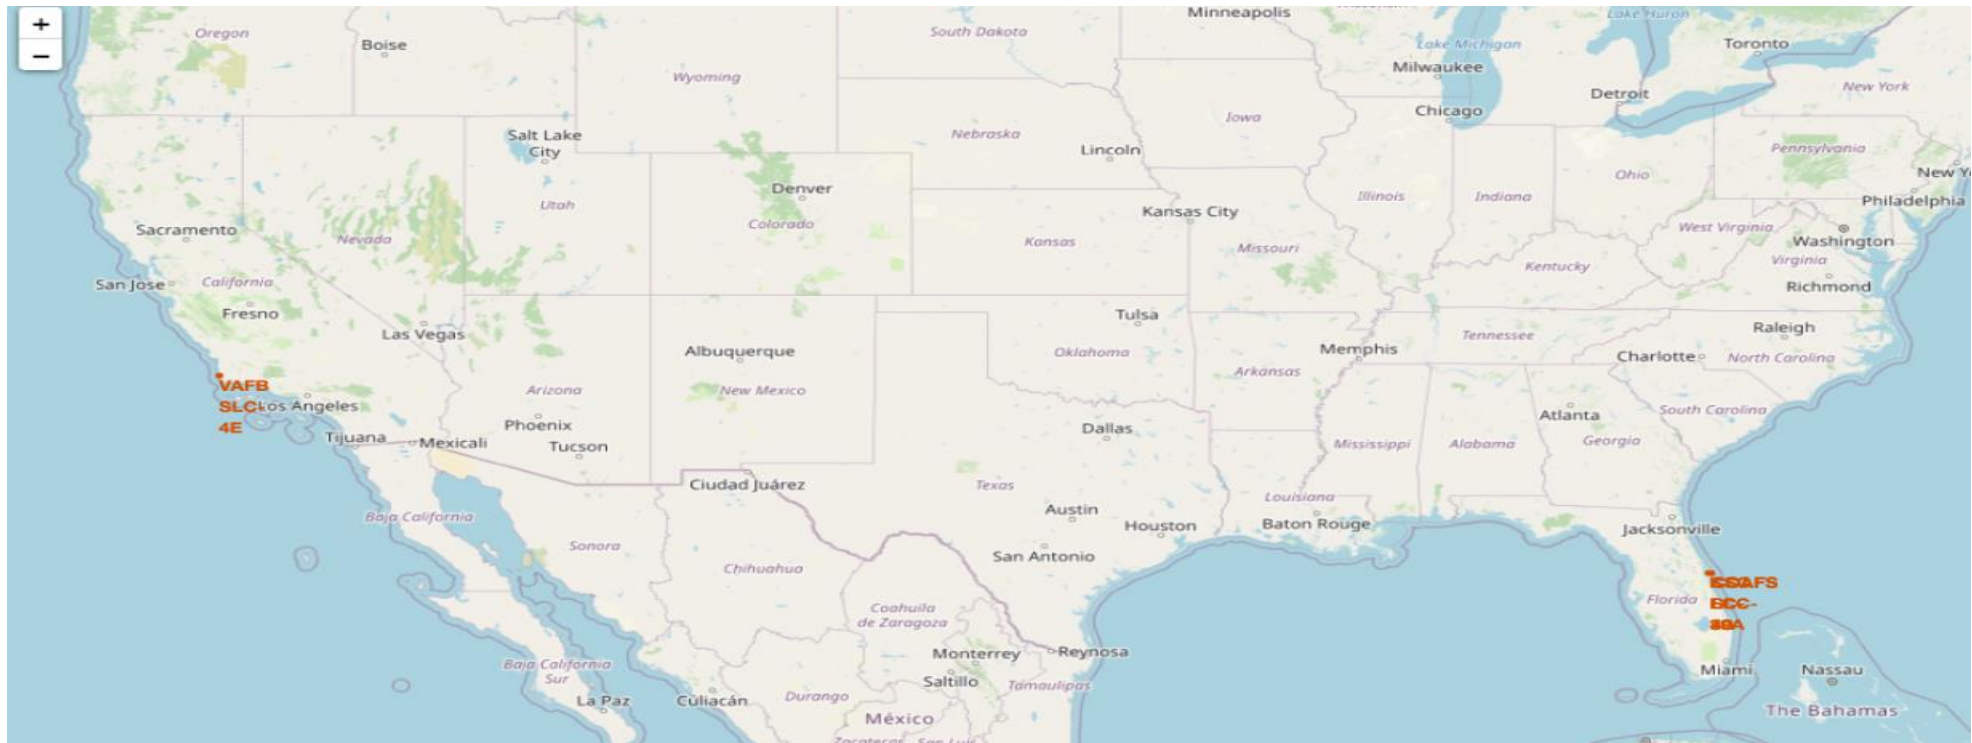 +
−
Oregon
Boise
Wyoming
South Dakota
Minneapolis
Lake Michigan
Lake Huron
Toronto
Milwaukee
Detroit
Chicago
New York
Iowa
Nebraska
Lincoln
Salt Lake
City
Denver
Utah
Colorado
Nevada
Sacramento
San Jose
California
Fresno
Las Vegas
Kansas City
Kansas
Missouri
Illinois
Indiana
Ohio
Pennsylvania
New Y
Philadelphia
West Virginia
Washington
Virginia
Richmond
Kentucky
Tulsa
Oklahoma
Memphis
Tennessee
Raleigh
Charlotte
North Carolina
Arkansas
Albuquerque
New Mexico
Arizona
VAFB
SLC-
4E
Los Angeles
Phoenix
Tucson
Tijuana
Mexicali
Dallas
Atlanta
South Carolina
Mississippi
Alabama
Georgia
Ciudad Juárez
Texas
Louisiana
Austin
Houston
Baton Rouge
Jacksonville
Baja California
Sonora
Chihuahua
San Antonio
Florida
Coahuila
de Zaragoza
Monterrey
Reynosa
Saltillo
Tamaulipas
Baja California
Sur
La Paz
Culiacán
Durango
México
Zacatecas
San Luis
Miami
Nassau
The Bahamas